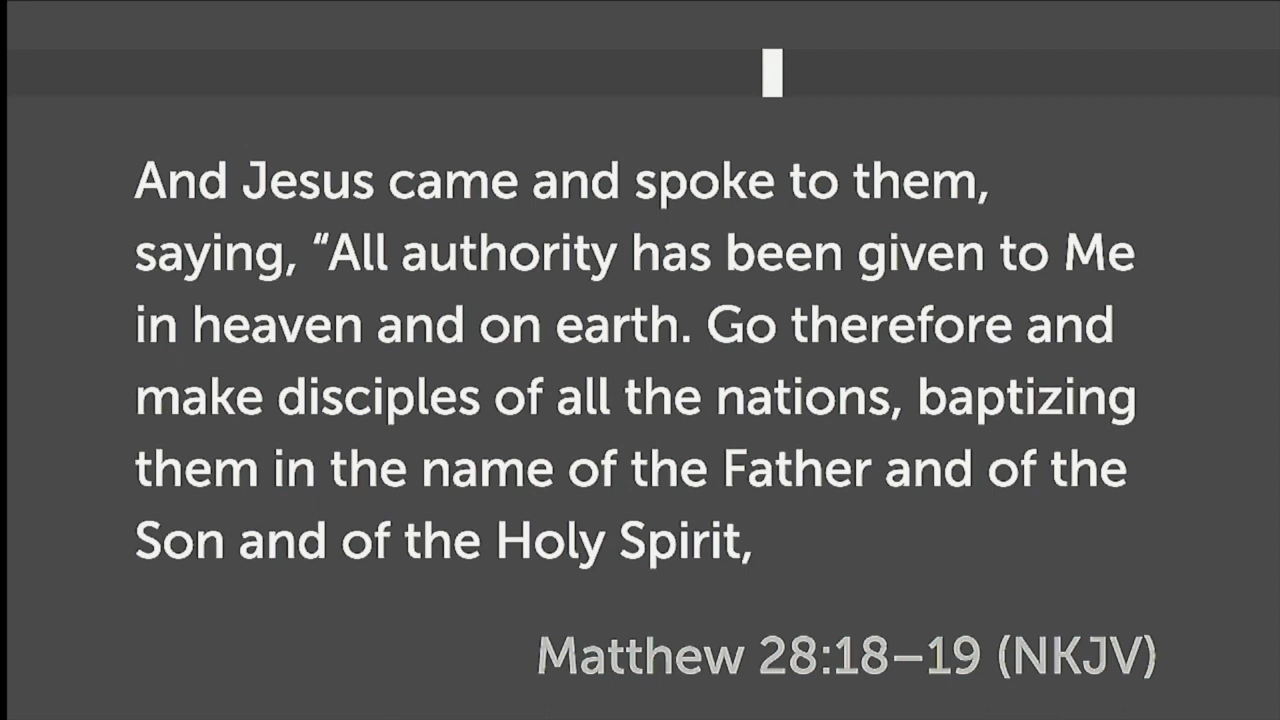 And Jesus came and spoke to them,
saying, “All authority has been given to Me
in heaven and on earth. Go therefore and
make disciples of all the nations, baptizing
them in the name of the Father and of the
Son and of the Holy Spirit,
Matthew 28:18–19 (NKJV)